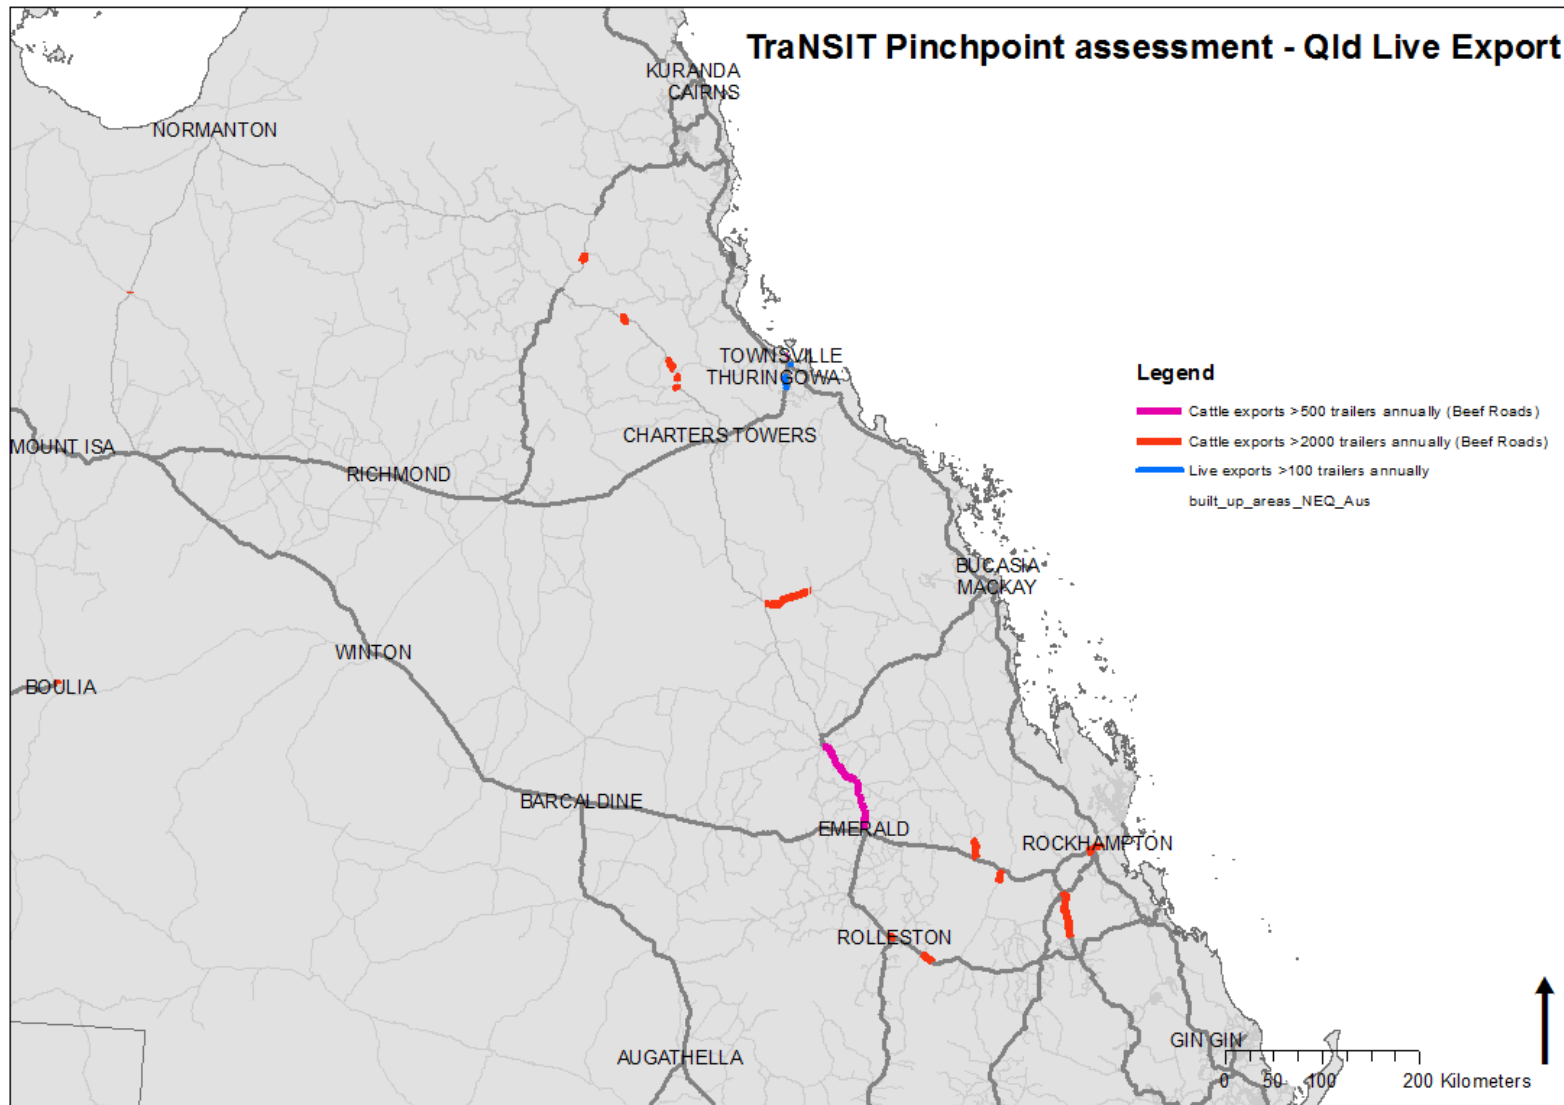 TraNSIT Pinchpoint assessment - Qld Live Export
KURANDA
CAIRNS
NORMANTON
TOWNSVILLE
THURINGOWA
Legend
Cattle exports >500 trailers annually (Beef Roads)
CHARTERS TOWERS
Cattle exports >2000 trailers annually (Beef Roads)
MOUNT ISA
RICHMOND
Live exports >100 trailers annually
built_up_areas_NEQ_Aus
BUCASIA
MACKAY
WINTON
BOULIA
BARCALDINE
EMERALD
ROCKHAMPTON
ROLLESTON
GIN GIN
AUGATHELLA
0 50 100 200 Kilometers